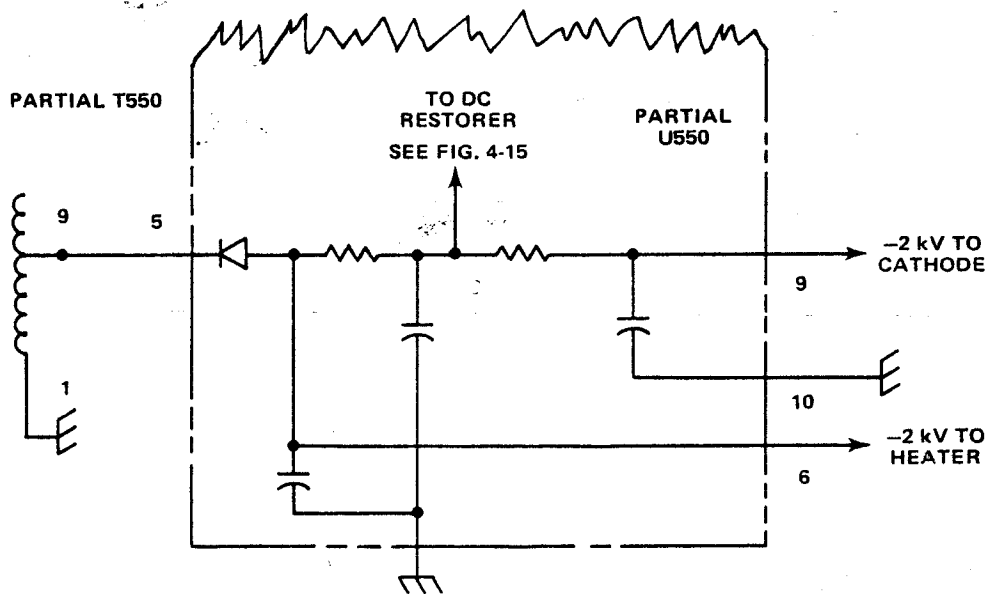 PARTIAL T550
TO DC
RESTORER
SEE FIG. 4-15
PARTIAL
U550
9
5
–2 kV TO
CATHODE
9
1
10
–2 kV TO
HEATER
6